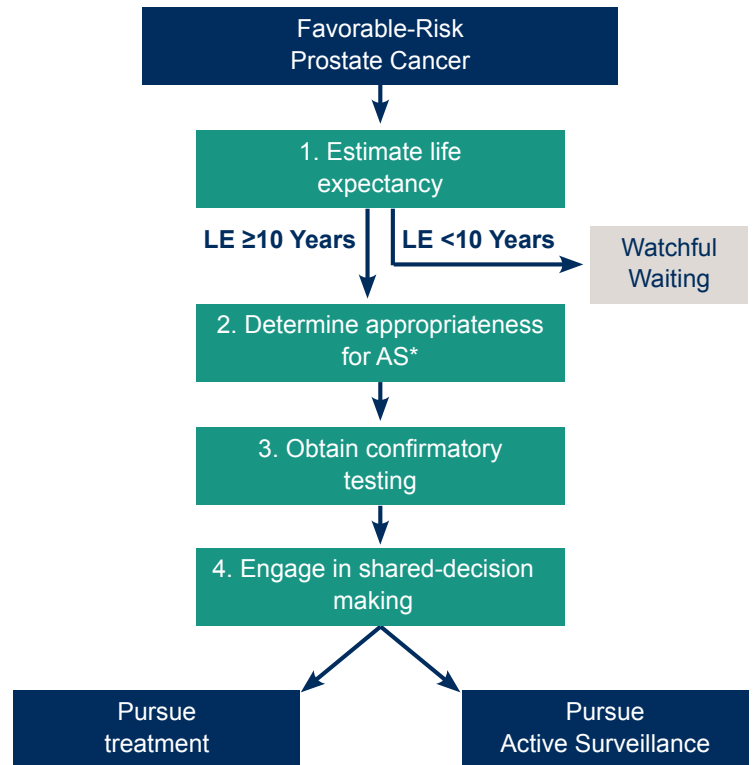 Favorable-Risk
Prostate Cancer
1. Estimate life
expectancy
LE ≥10 Years
LE <10 Years
Watchful
Waiting
2. Determine appropriateness
for AS*
3. Obtain confirmatory
testing
4. Engage in shared-decision
making
Pursue
treatment
Pursue
Active Surveillance